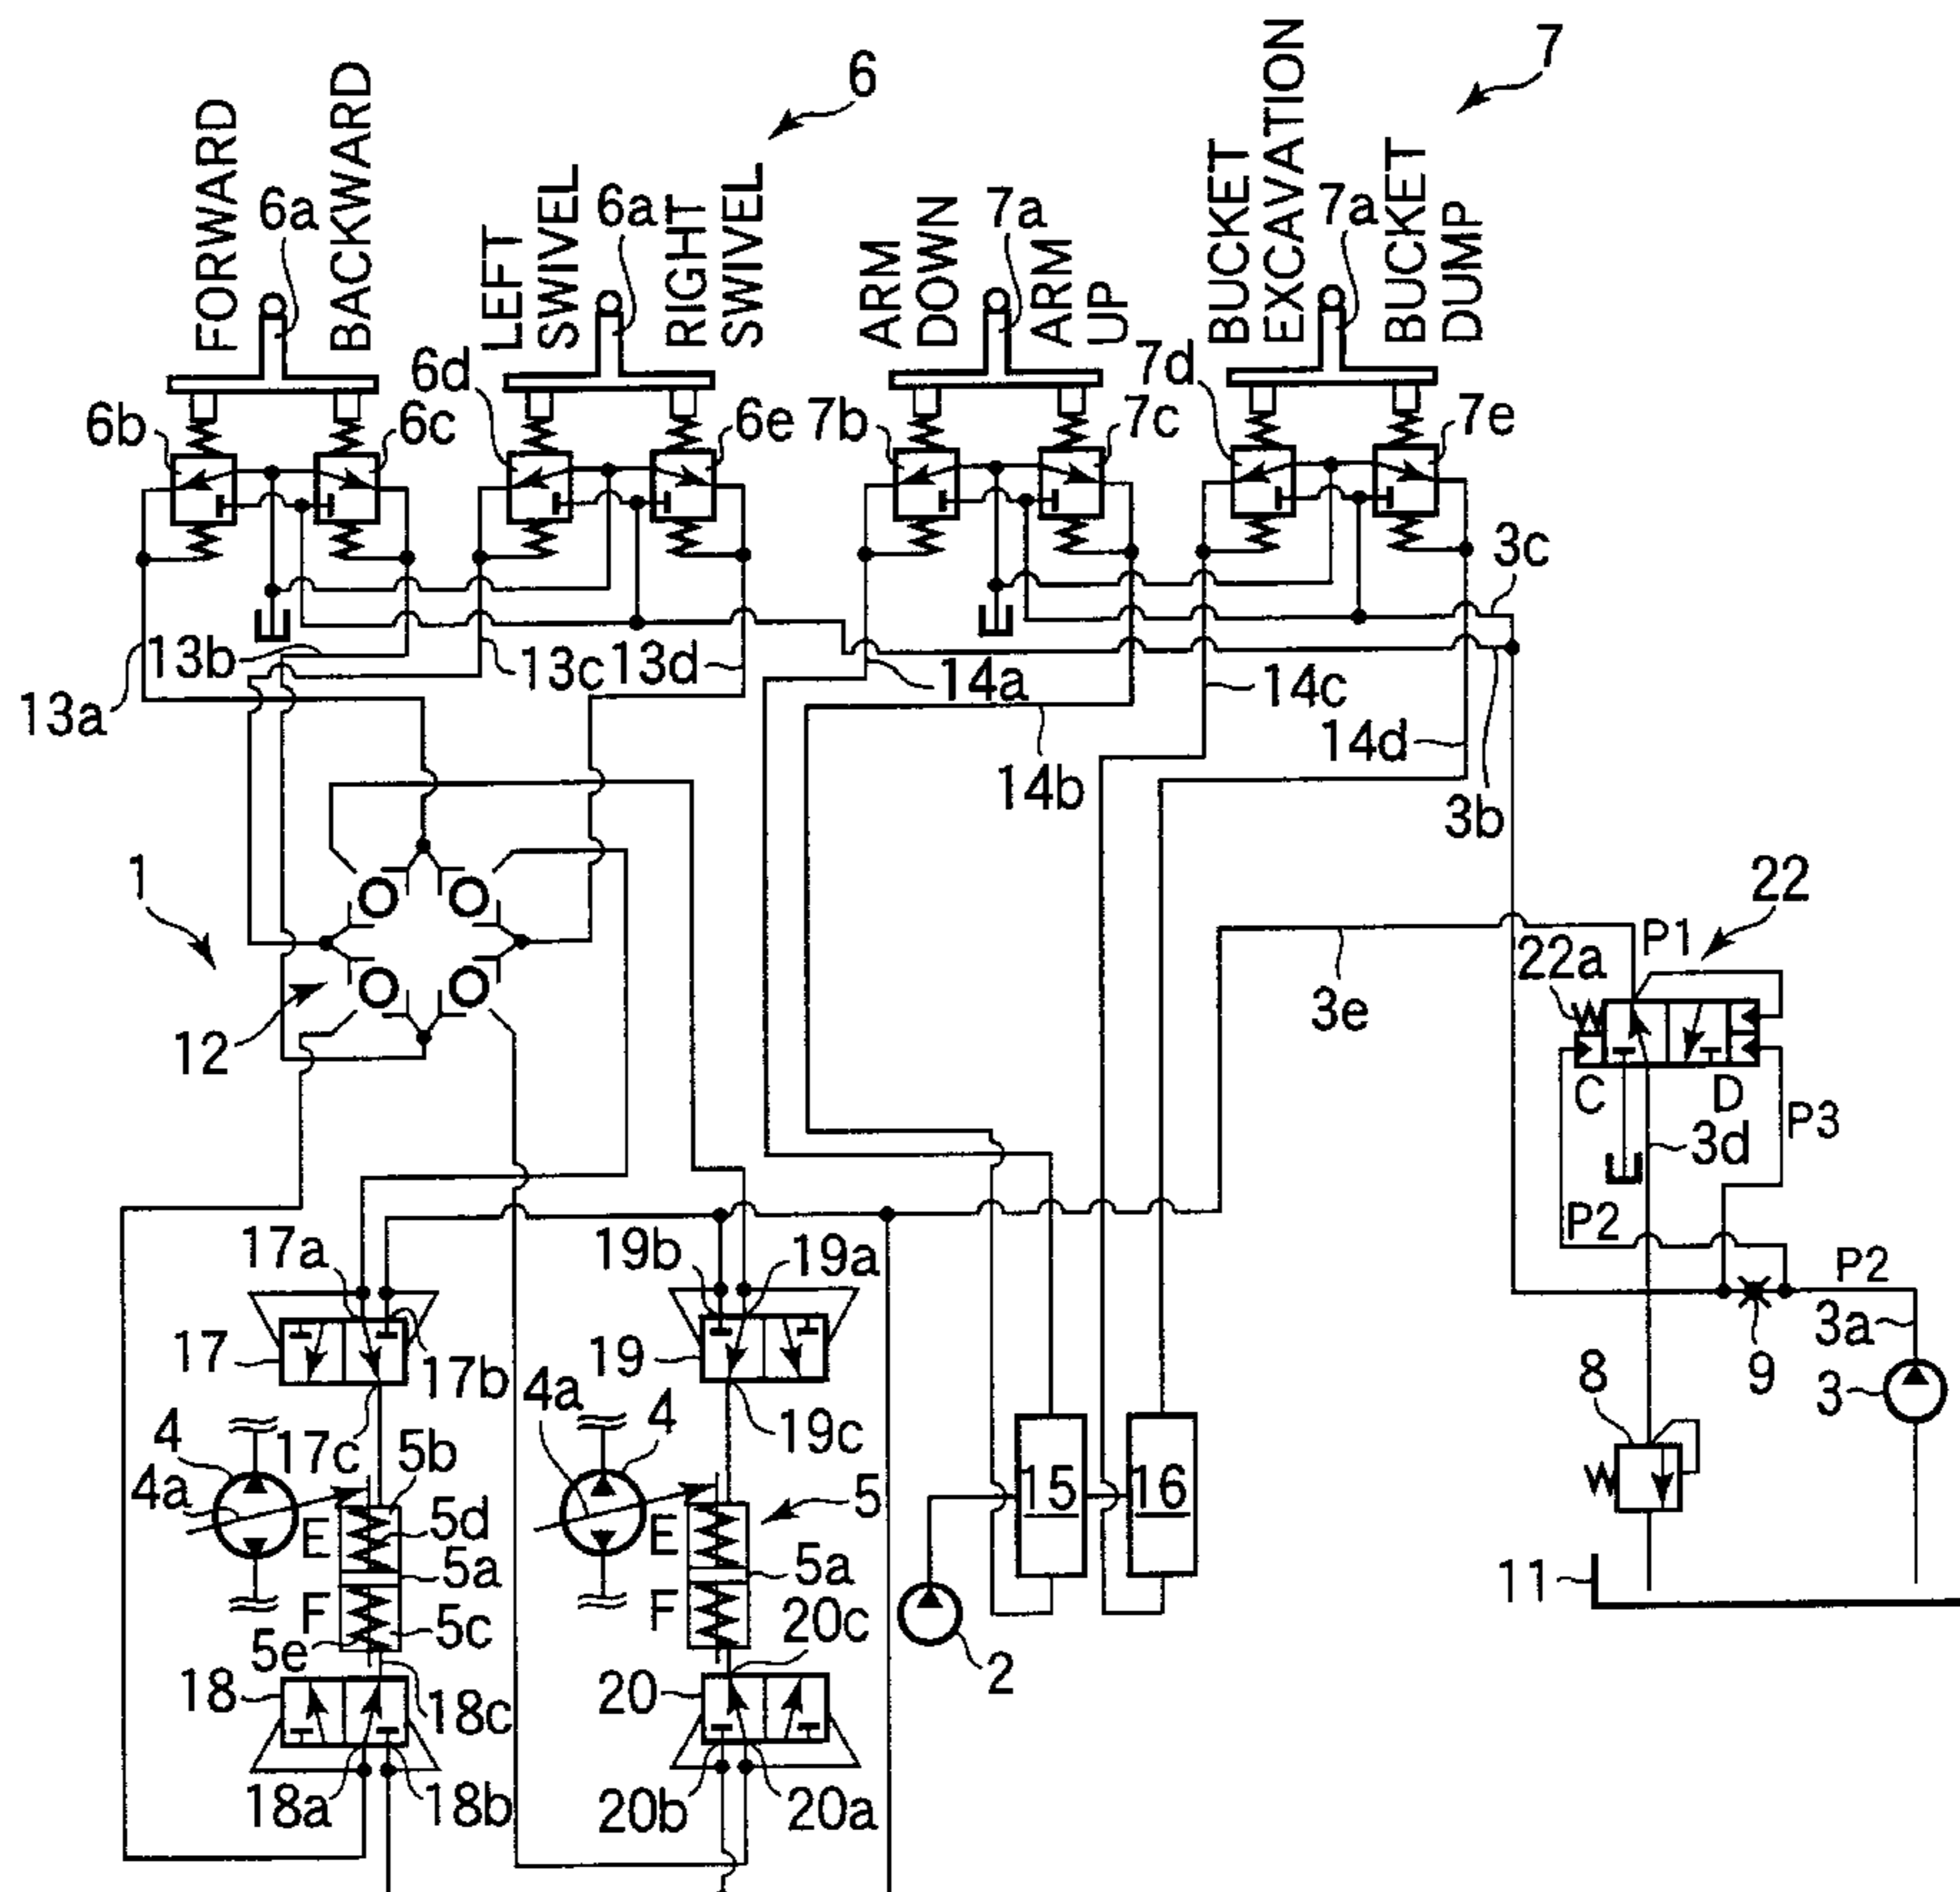 6
7
FORWARD
6a
BACKWARD
LEFT
SWIVEL
6a
RIGHT
SWIVEL
ARM
DOWN
7a
ARM
UP
BUCKET
EXCAVATION
7a
BUCKET
DUMP
6b
6c
6d
6e
7b
7c
7d
7e
3c
13a
13b
13c
13d
14a
14b
14c
14d
3b
1
12
3e
P1
22
22a
C
D
P3
3d
P2
P2
3a
9
3
8
11
17a
19b
19a
17
17b
19
4a
4
19c
4
4a
17c
5b
5
E
5d
5a
F
5c
5e
E
5a
F
20c
15
16
2
18
18c
20
18a
18b
20b
20a